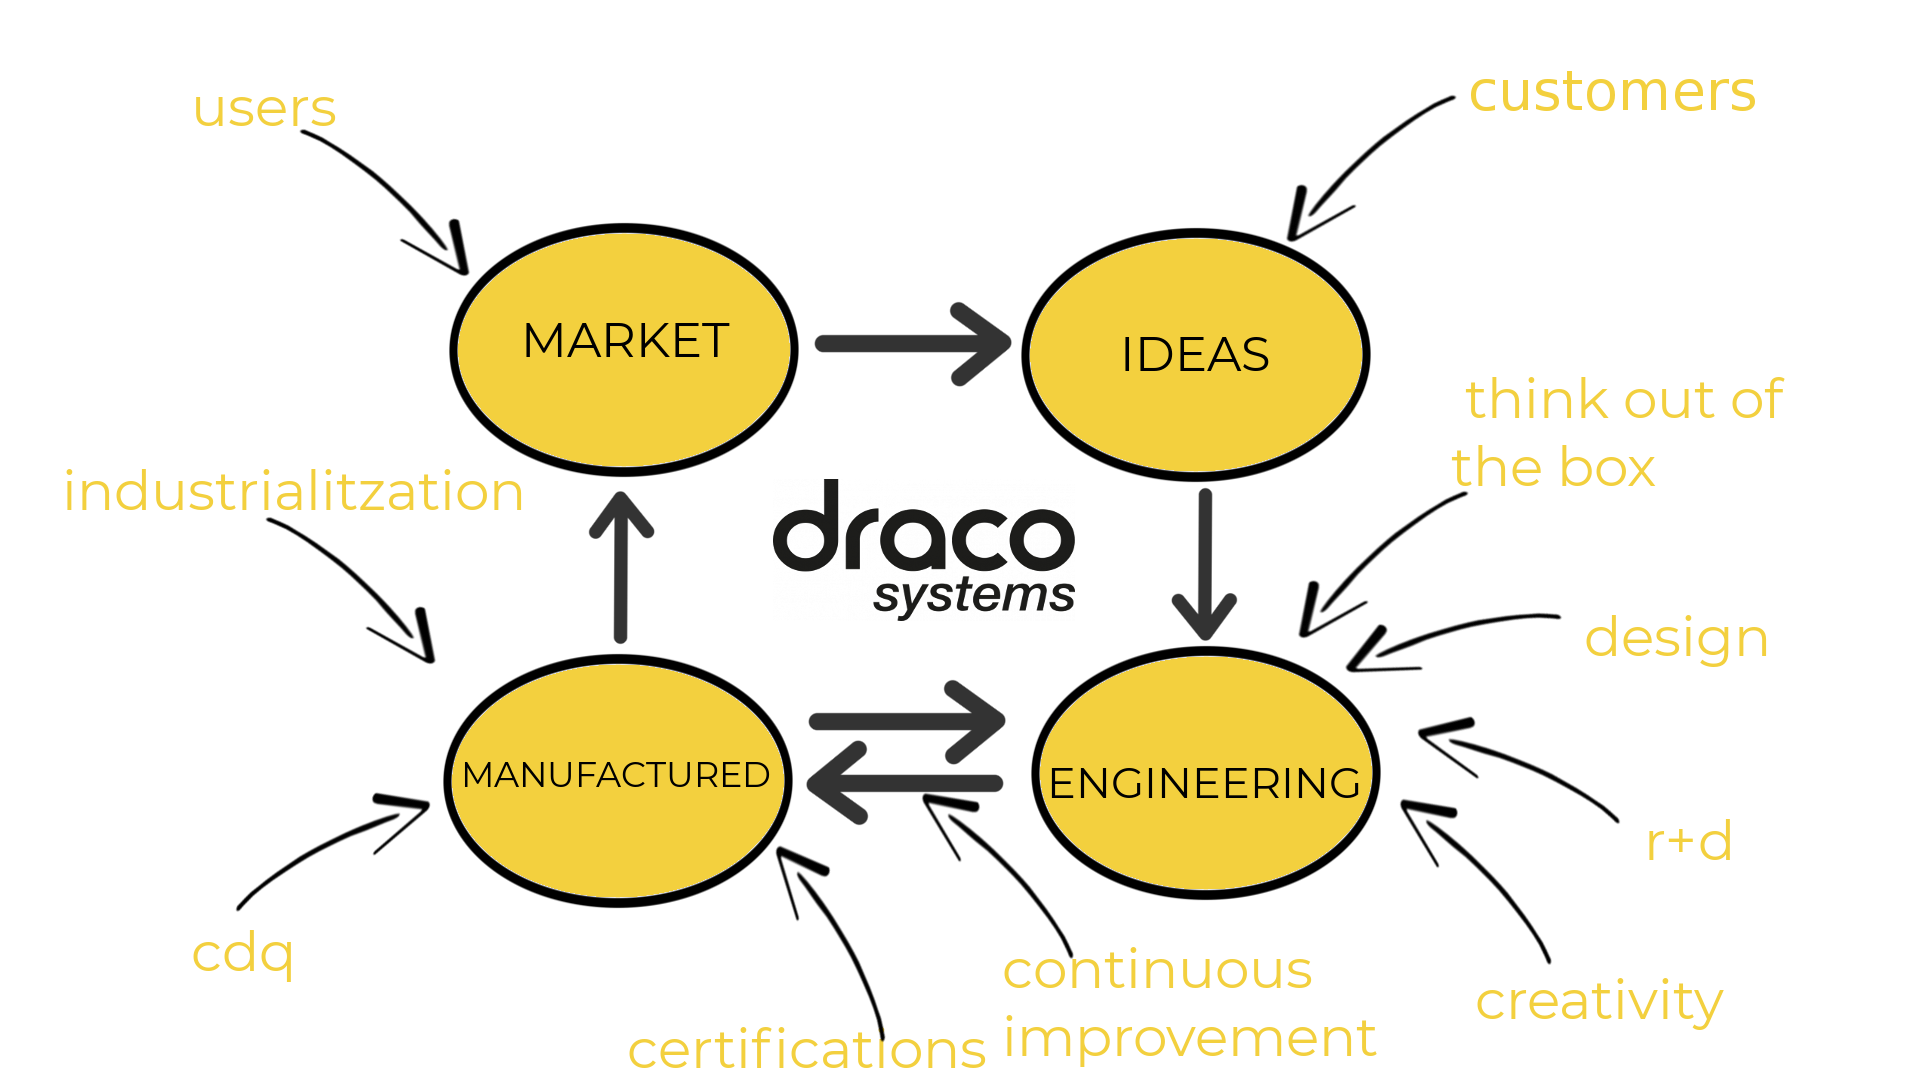 users
customers
MARKET
IDEAS
think out of
the box
industrialitzation
draco
systems
design
MANUFACTURED
ENGINEERING
r+d
cdq
continuous
improvement
creativity
certifications